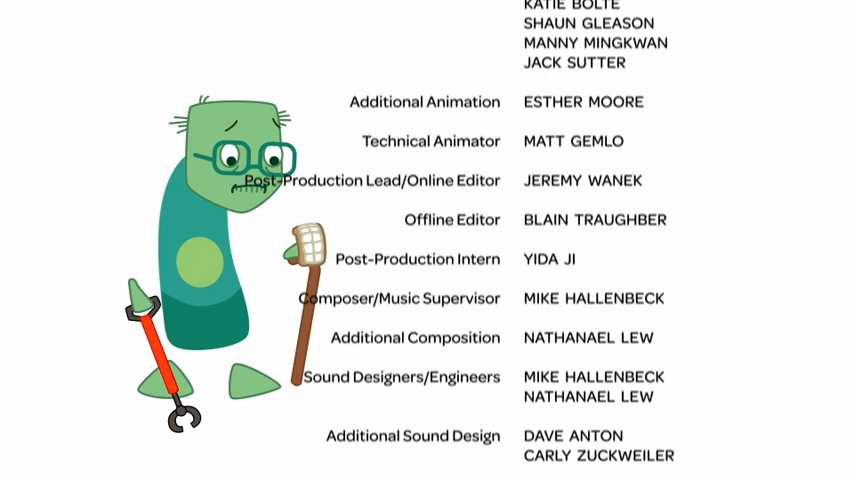 KATIE BOLTE
SHAUN GLEASON
MANNY MINGKWAN
JACK SUTTER
Additional Animation ESTHER MOORE
Technical Animator MATT GEMLO
Post-Production Lead/Online Editor JEREMY WANEK
Offline Editor BLAIN TRAUGHBER
Post-Production Intern YIDA JI
Composer/Music Supervisor MIKE HALLENBECK
Additional Composition NATHANAEL LEW
Sound Designers/Engineers MIKE HALLENBECK
NATHANAEL LEW
Additional Sound Design DAVE ANTON
CARLY ZUCKWEILER